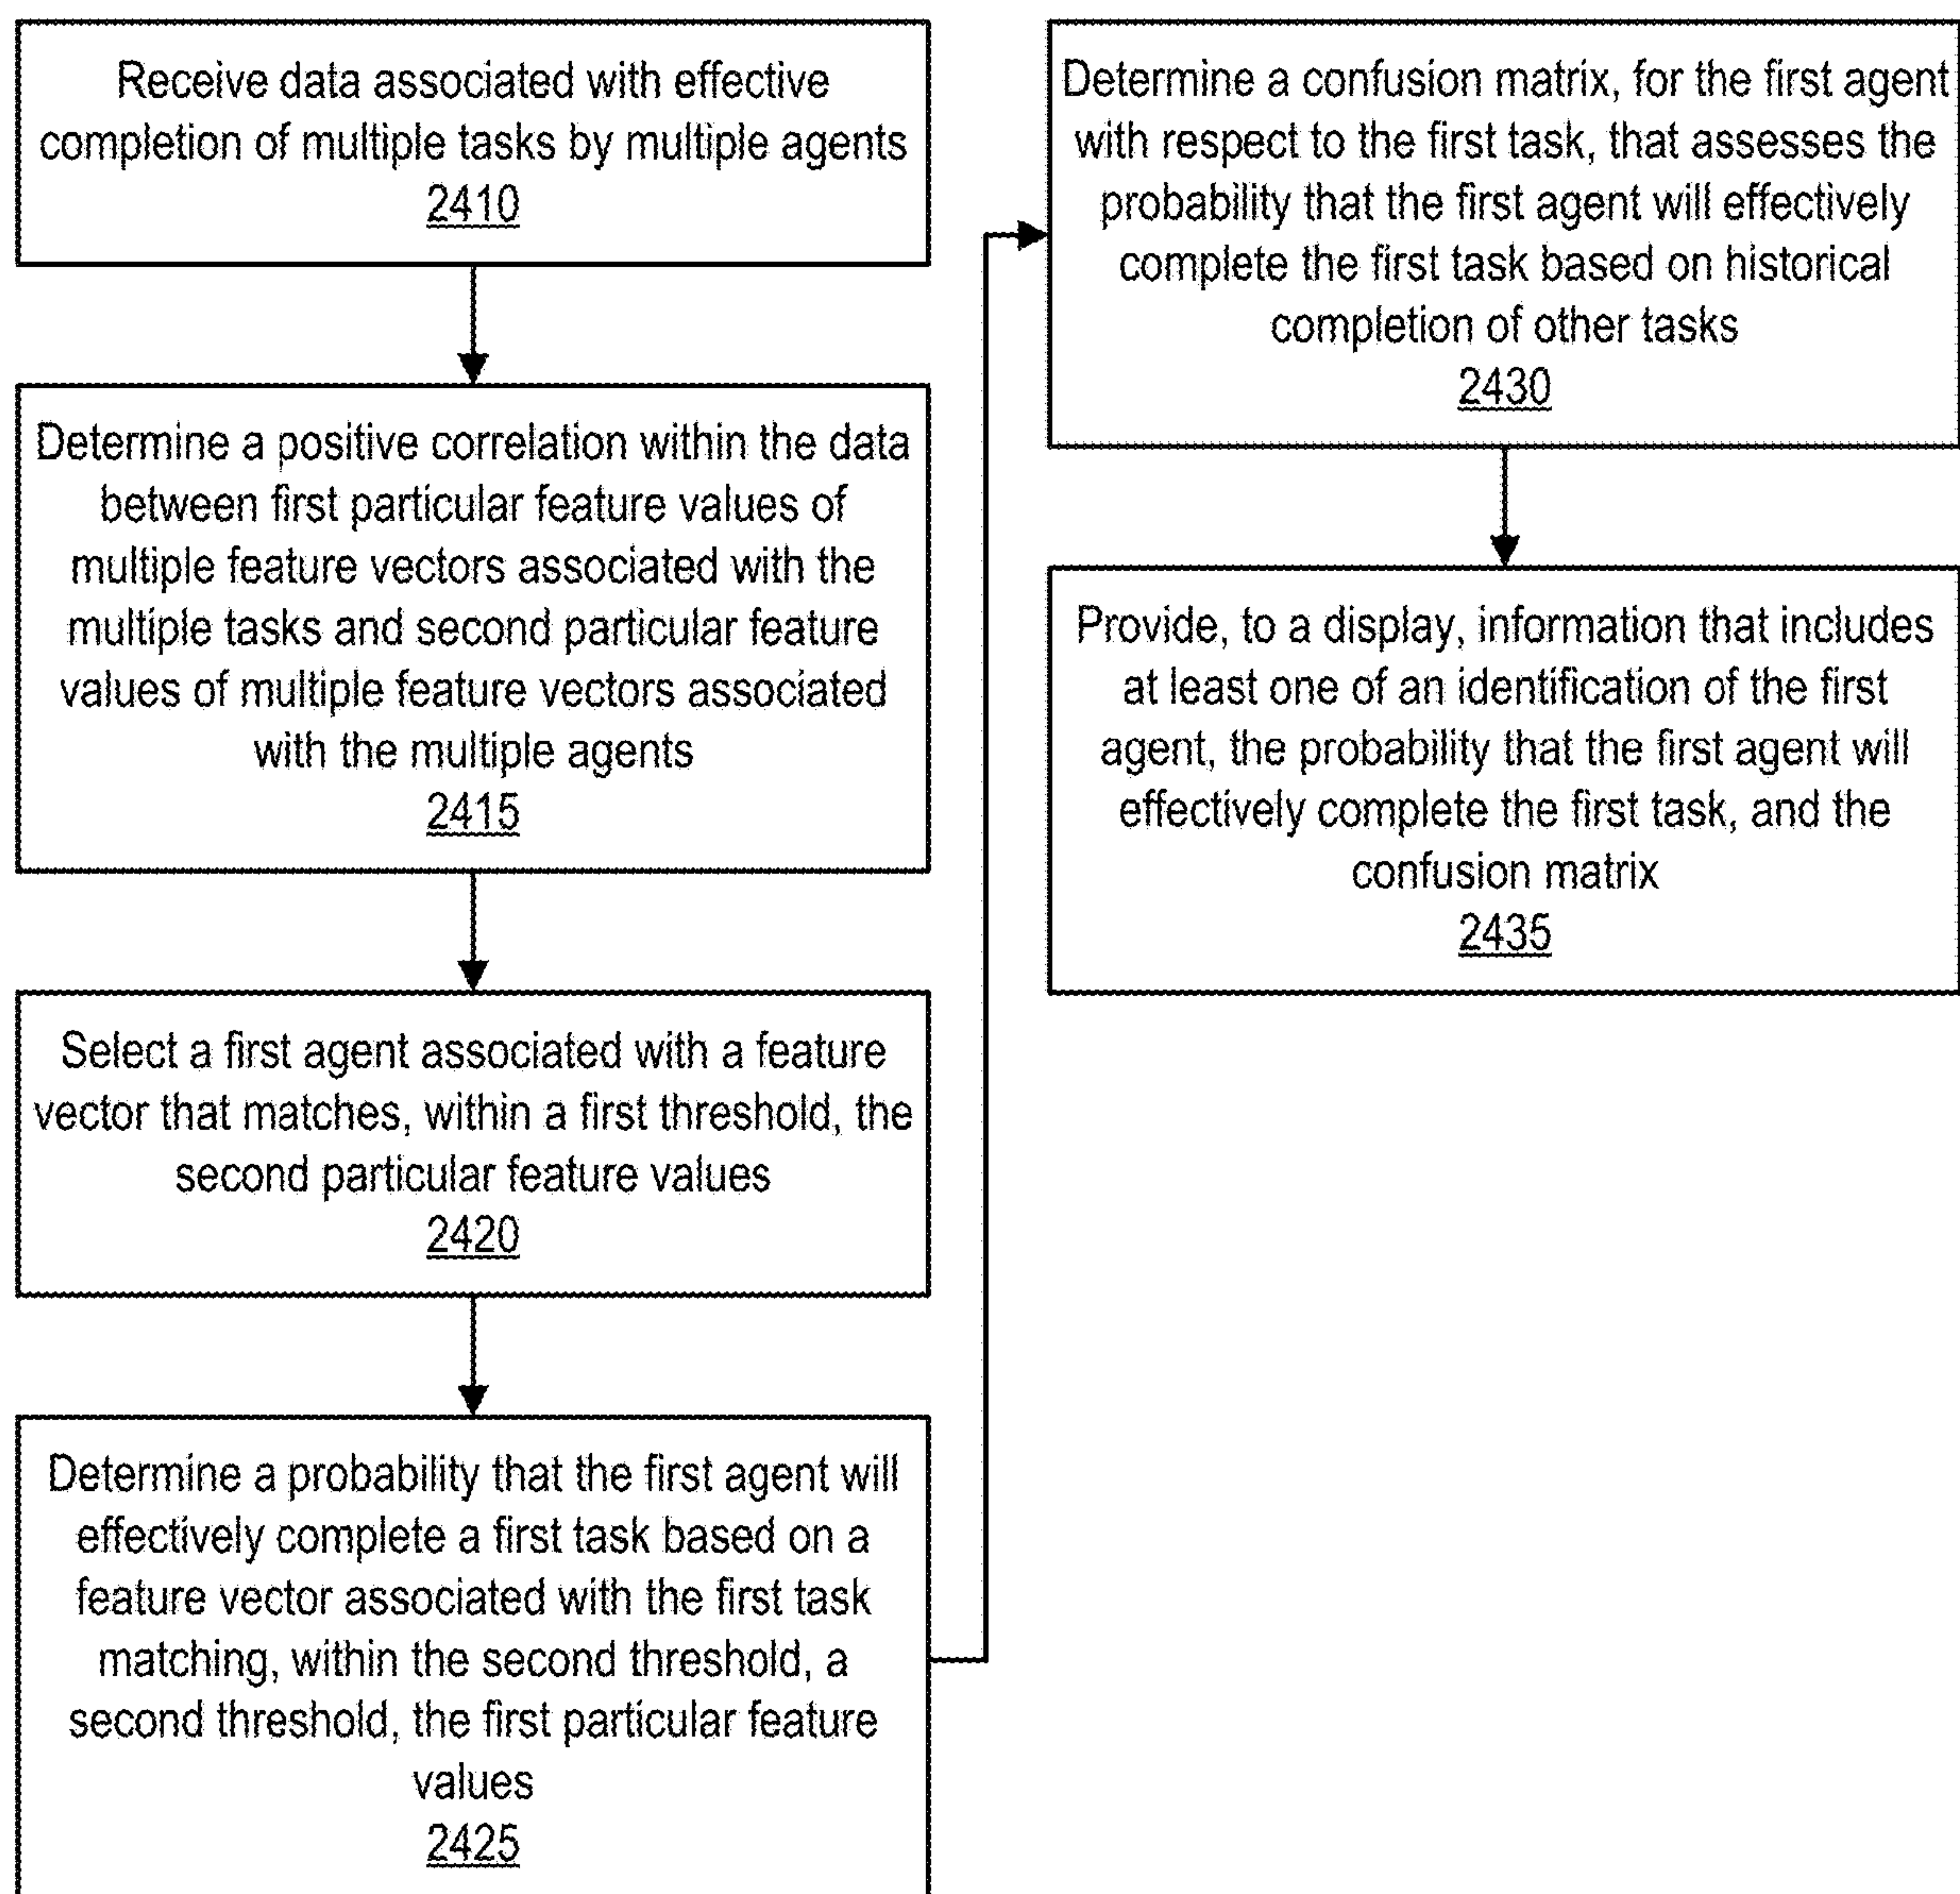 Receive data associated with effective
completion of multiple tasks by multiple agents
2410
Determine a positive correlation within the data
between first particular feature values of
multiple feature vectors associated with the
multiple tasks and second particular feature
values of multiple feature vectors associated
with the multiple agents
2415
Select a first agent associated with a feature
vector that matches, within a first threshold, the
second particular feature values
2420
Determine a probability that the first agent will
effectively complete a first task based on a
feature vector associated with the first task
matching, within the second threshold, a
second threshold, the first particular feature
values
2425
Determine a confusion matrix, for the first agent
with respect to the first task, that assesses the
probability that the first agent will effectively
complete the first task based on historical
completion of other tasks
2430
Provide, to a display, information that includes
at least one of an identification of the first
agent, the probability that the first agent will
effectively complete the first task, and the
confusion matrix
2435